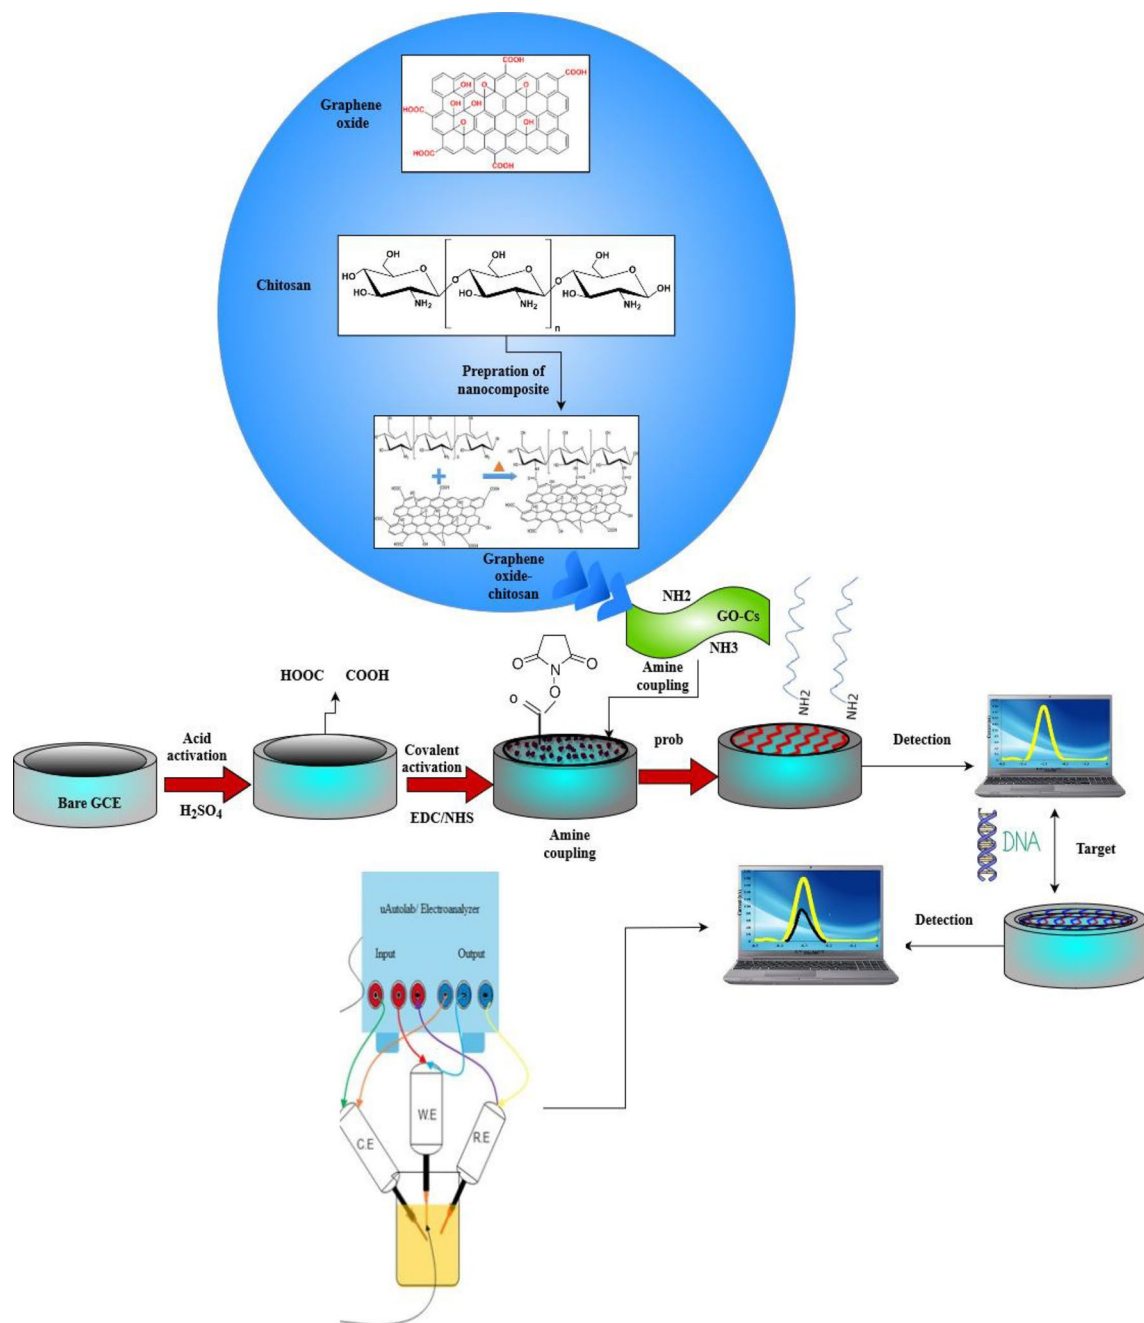 COOH
COOH
Graphene
oxide
OH
O
O
HOOC
OH
OH
O
OH
HOOC
COOH
OH
OH
OH
O
O
O
HO
HO
O
O
OH
Chitosan
HO
HO
HO
NH2
NH2
NH2
n
Prepration of
nanocomposite
Graphene
oxide-
chitosan
NH2
GO-Cs
NH3
Amine
coupling
O
N
O
O
O
HOOC COOH
NH2
NH2
Acid
activation
Covalent
activation
prob
Detection
Bare GCE
H2SO4
EDC/NHS
Amine
coupling
DNA
Target
Detection
uAutolab/ Electroanalyzer
Input
Output
W.E
C.E
R.E